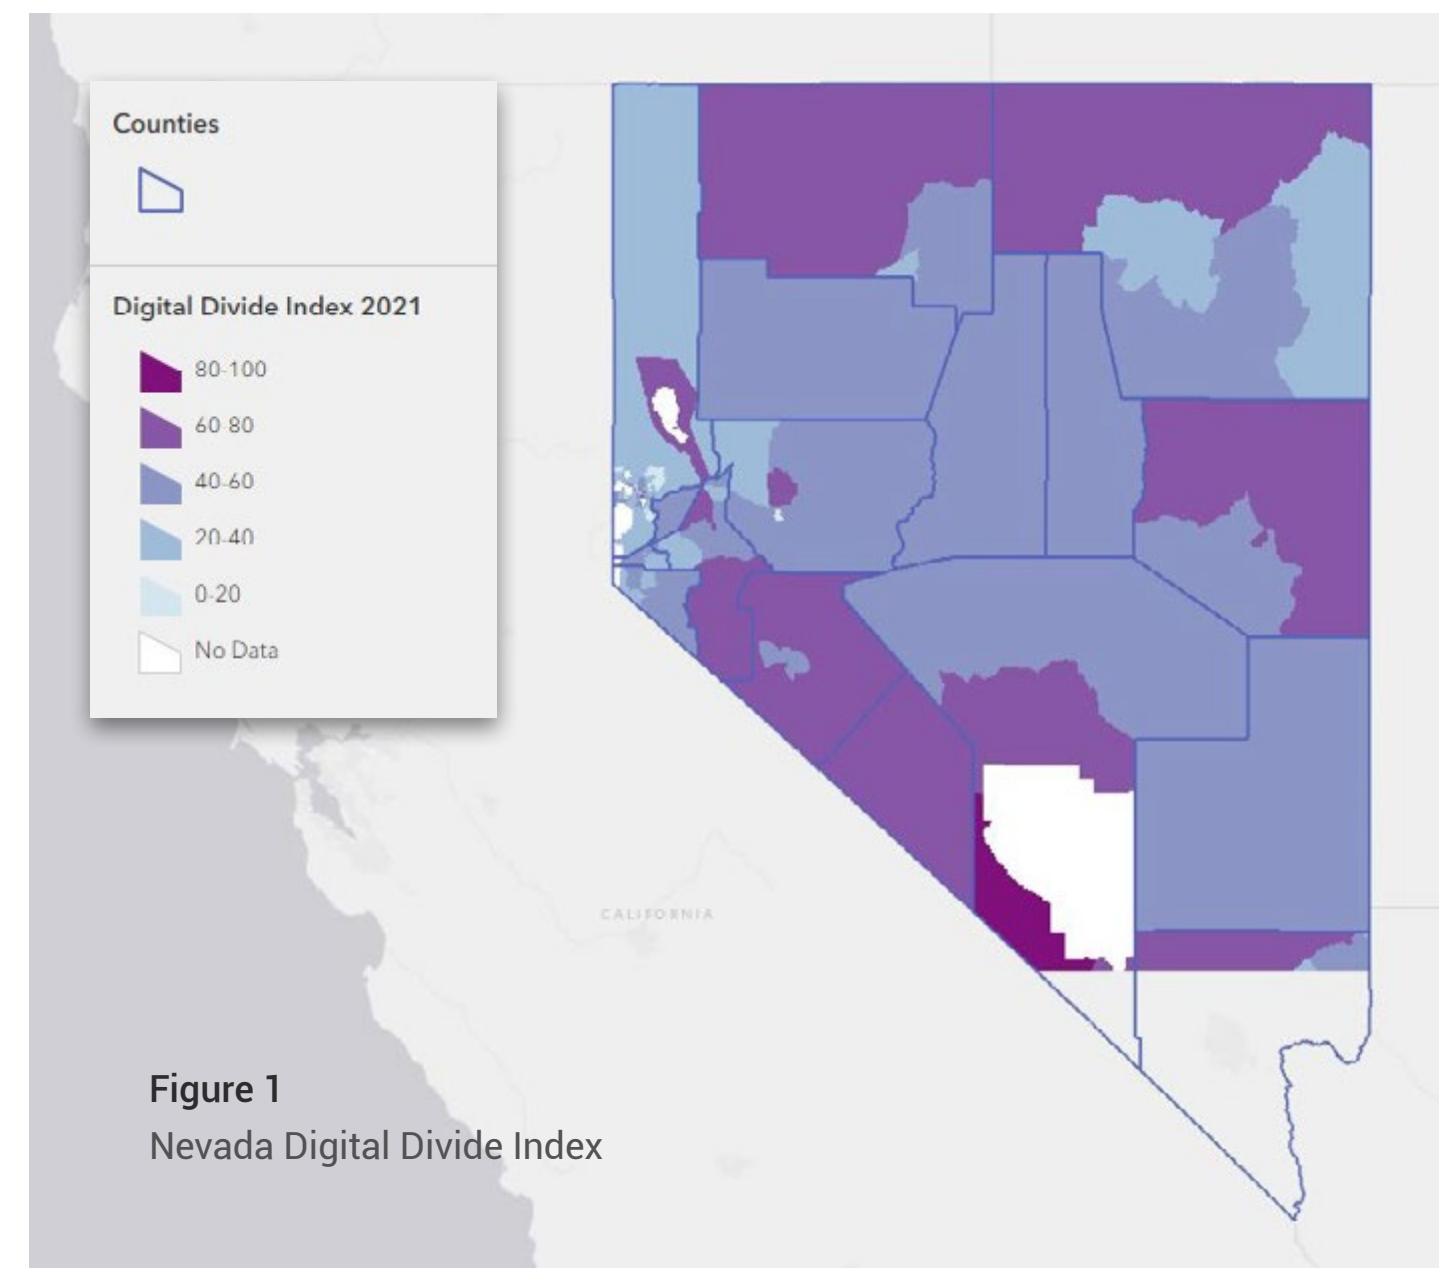 Counties
Digital Divide Index 2021
80-100
60-80
40-60
20-40
0-20
No Data
CALIFORNIA
Figure 1
Nevada Digital Divide Index